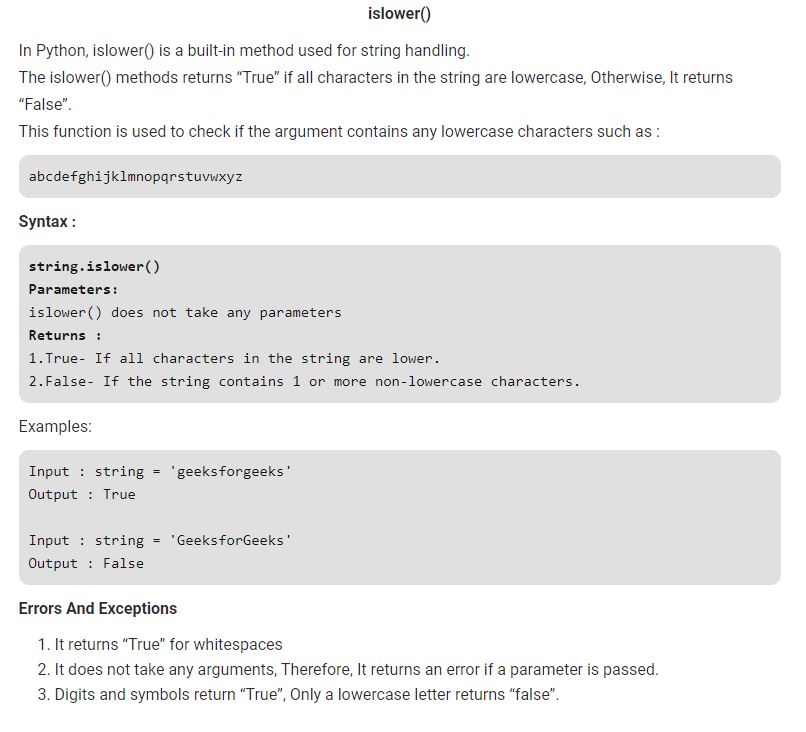 islower()
In Python, islower() is a built-in method used for string handling.
The islower() methods returns “True” if all characters in the string are lowercase, Otherwise, It returns
“False”.
This function is used to check if the argument contains any lowercase characters such as :
abcdefghijklmnopqrstuvwxyz
Syntax :
string.islower()
Parameters:
islower() does not take any parameters
Returns :
1.True- If all characters in the string are lower.
2.False- If the string contains 1 or more non-lowercase characters.
Examples:
Input : string = 'geeksforgeeks'
Output : True
Input : string = 'GeeksforGeeks'
Output : False
Errors And Exceptions
1. It returns “True” for whitespaces
2. It does not take any arguments, Therefore, It returns an error if a parameter is passed.
3. Digits and symbols return “True”, Only a lowercase letter returns “false”.